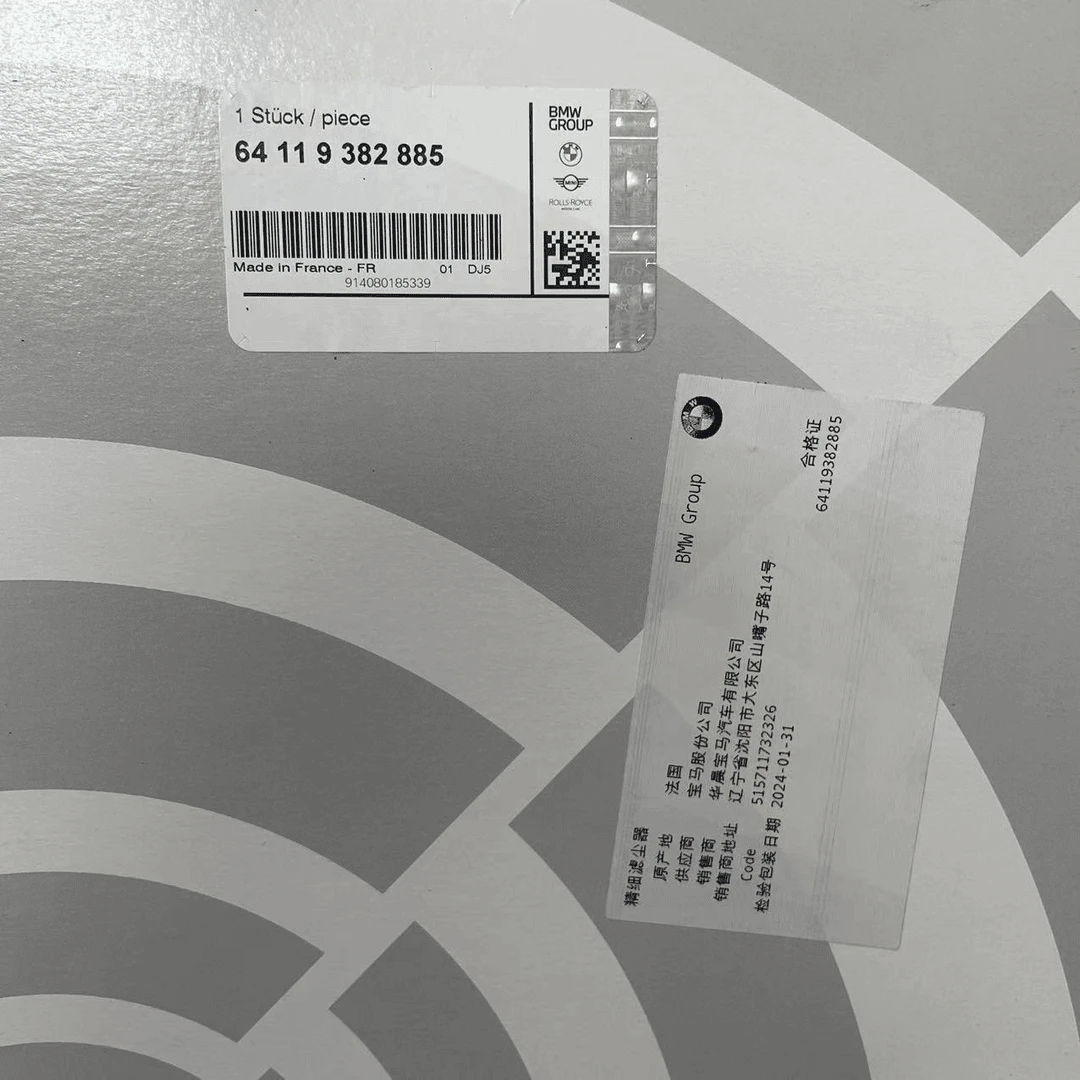 1 Stück / piece
64 11 9 382 885
Made in France - FR 01 DJ5
914080185339
BMW
GROUP
MINI
ROLLS-ROYCE
BMW
BMW Group
合格证
64119382885
精细滤尘器
原产地 法国
供应商 宝马股份公司
销售商 华晨宝马汽车有限公司
销售商地址 辽宁省沈阳市大东区山嘴子路14号
Code 515711732326
检验包装日期 2024-01-31